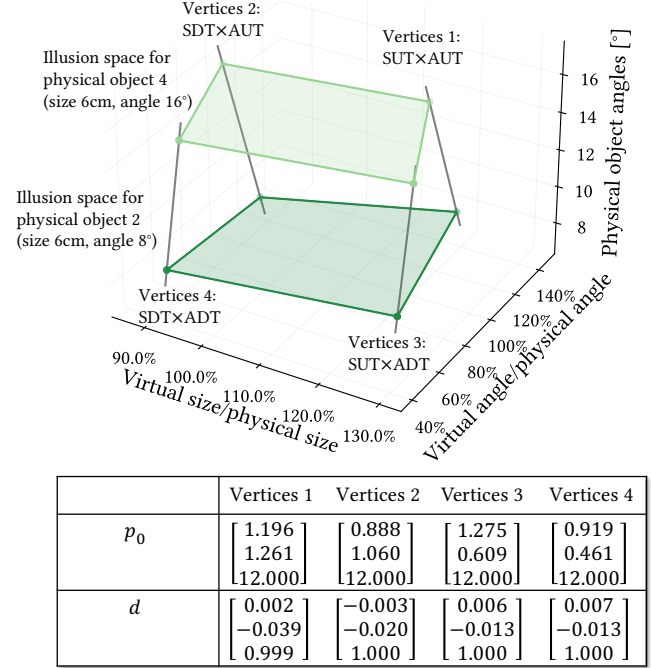 Vertices 2:
SDT×AUT
Vertices 1:
SUT×AUT
Illusion space for
physical object 4
(size 6cm, angle 16°)
Illusion space for
physical object 2
(size 6cm, angle 8°)
Vertices 4:
SDT×ADT
Vertices 3:
SUT×ADT
16
14
12
10
8
Physical object angles [°]
140%
120%
100%
80%
60%
40%
Virtual angle/physical angle
90.0%
100.0%
110.0%
120.0%
130.0%
Virtual size/physical size
Vertices 1 Vertices 2 Vertices 3 Vertices 4
p₀
[1.196] [0.888] [1.275] [0.919]
[1.261] [1.060] [0.609] [0.461]
[12.000] [12.000] [12.000] [12.000]
d
[0.002] [−0.003] [0.006] [0.007]
[−0.039] [−0.020] [−0.013] [−0.013]
[0.999] [1.000] [1.000] [1.000]